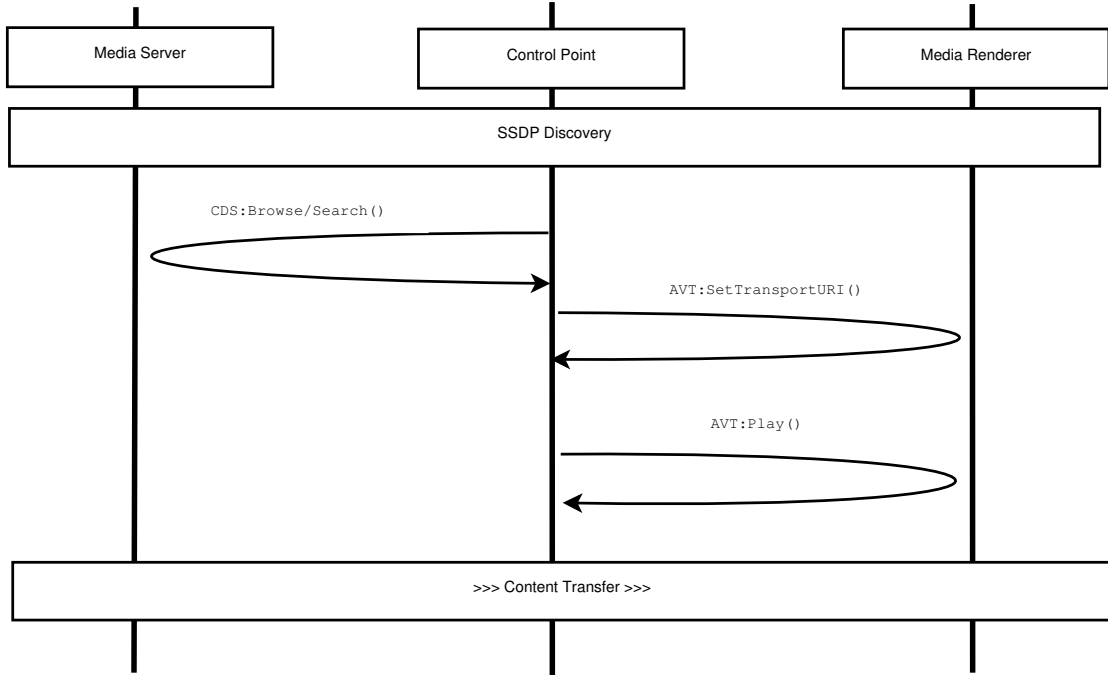 Media Server
Control Point
Media Renderer
SSDP Discovery
CDS:Browse/Search()
AVT:SetTransportURI()
AVT:Play()
>>> Content Transfer >>>